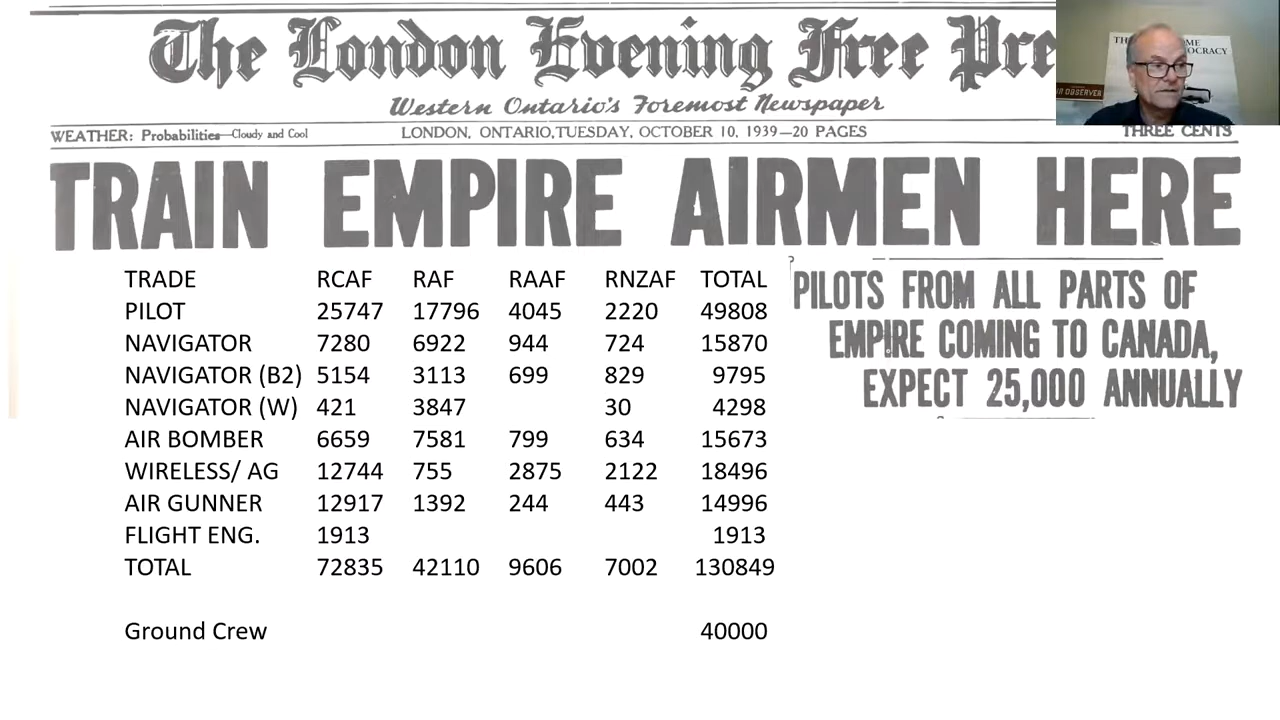 The London Evening Free Pre
Western Ontario's Foremost Newspaper
WEATHER: Probabilities—Cloudy and Cool
LONDON, ONTARIO, TUESDAY, OCTOBER 10, 1939—20 PAGES
THREE CENTS
TRAIN EMPIRE AIRMEN HERE
PILOTS FROM ALL PARTS OF
EMPIRE COMING TO CANADA,
EXPECT 25,000 ANNUALLY
TRADE RCAF RAF RAAF RNZAF TOTAL
PILOT 25747 17796 4045 2220 49808
NAVIGATOR 7280 6922 944 724 15870
NAVIGATOR (B2) 5154 3113 699 829 9795
NAVIGATOR (W) 421 3847 30 4298
AIR BOMBER 6659 7581 799 634 15673
WIRELESS/ AG 12744 755 2875 2122 18496
AIR GUNNER 12917 1392 244 443 14996
FLIGHT ENG. 1913 1913
TOTAL 72835 42110 9606 7002 130849
Ground Crew 40000